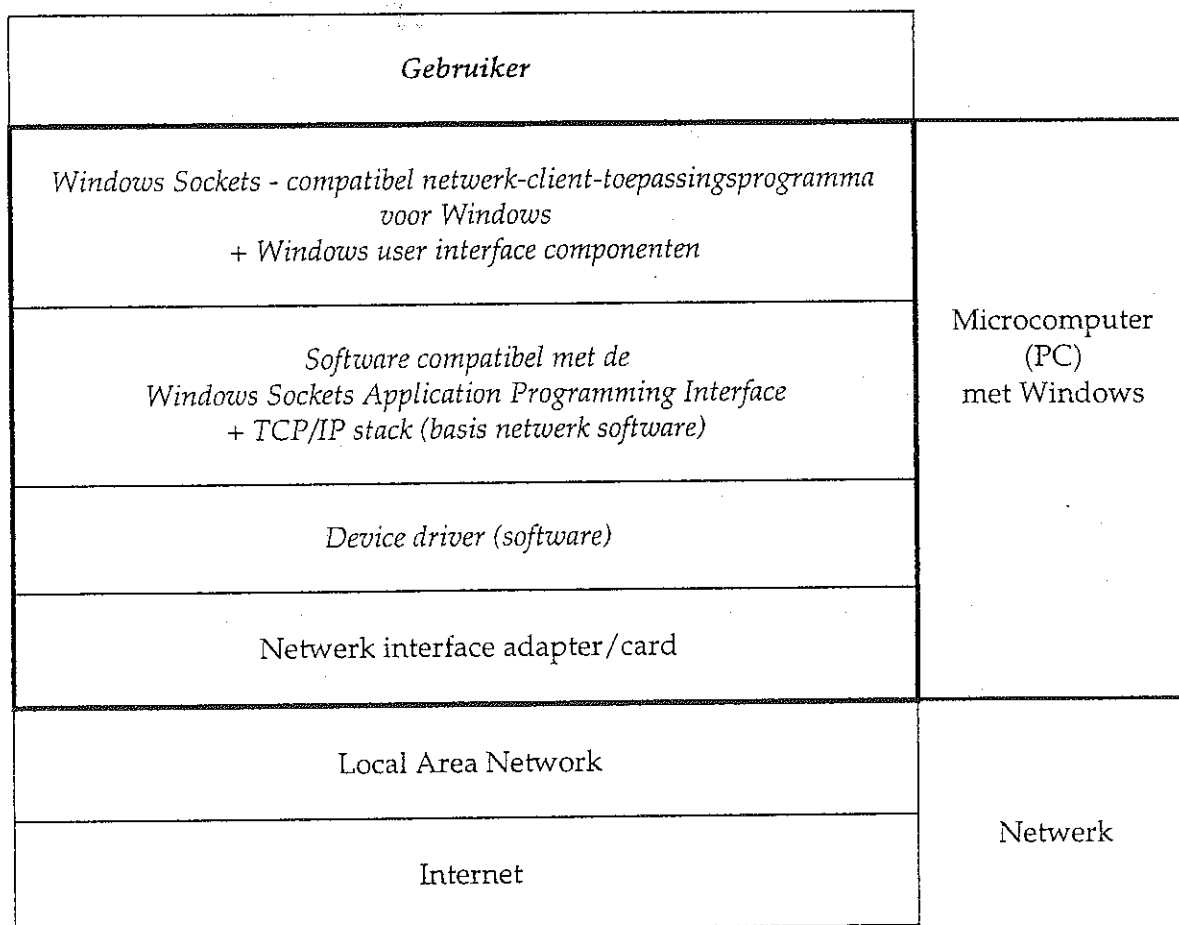 Gebruiker
Windows Sockets - compatibel netwerk-client-toepassingsprogramma
voor Windows
+ Windows user interface componenten
Software compatibel met de
Windows Sockets Application Programming Interface
+ TCP/IP stack (basis netwerk software)
Device driver (software)
Netwerk interface adapter/card
Microcomputer
(PC)
met Windows
Local Area Network
Internet
Netwerk